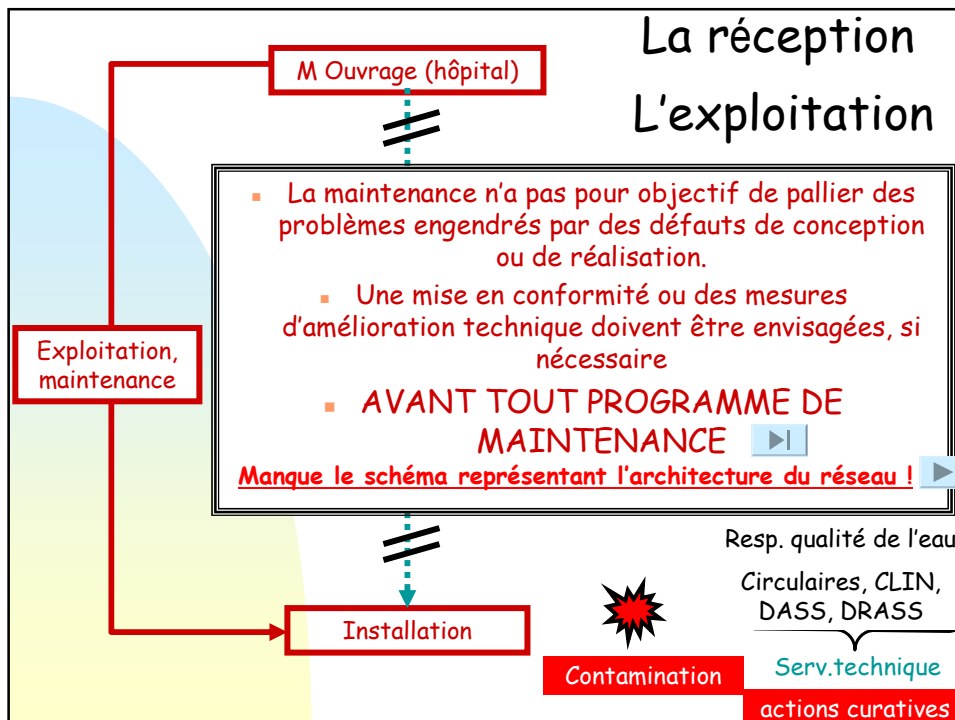 La réception
L'exploitation
M Ouvrage (hôpital)
La maintenance n'a pas pour objectif de pallier des
problèmes engendrés par des défauts de conception
ou de réalisation.
Une mise en conformité ou des mesures
d'amélioration technique doivent être envisagées, si
nécessaire
AVANT TOUT PROGRAMME DE
MAINTENANCE
Manque le schéma représentant l'architecture du réseau !
Exploitation,
maintenance
Installation
Resp. qualité de l'eau
Circulaires, CLIN,
DASS, DRASS
Serv.technique
Contamination
actions curatives